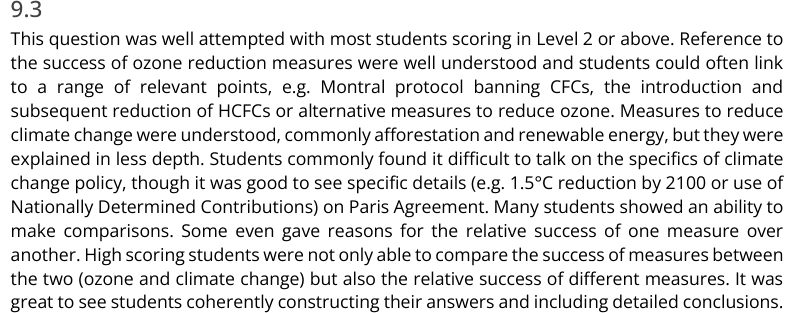 9.3
This question was well attempted with most students scoring in Level 2 or above. Reference to
the success of ozone reduction measures were well understood and students could often link
to a range of relevant points, e.g. Montral protocol banning CFCs, the introduction and
subsequent reduction of HCFCs or alternative measures to reduce ozone. Measures to reduce
climate change were understood, commonly afforestation and renewable energy, but they were
explained in less depth. Students commonly found it difficult to talk on the specifics of climate
change policy, though it was good to see specific details (e.g. 1.5°C reduction by 2100 or use of
Nationally Determined Contributions) on Paris Agreement. Many students showed an ability to
make comparisons. Some even gave reasons for the relative success of one measure over
another. High scoring students were not only able to compare the success of measures between
the two (ozone and climate change) but also the relative success of different measures. It was
great to see students coherently constructing their answers and including detailed conclusions.